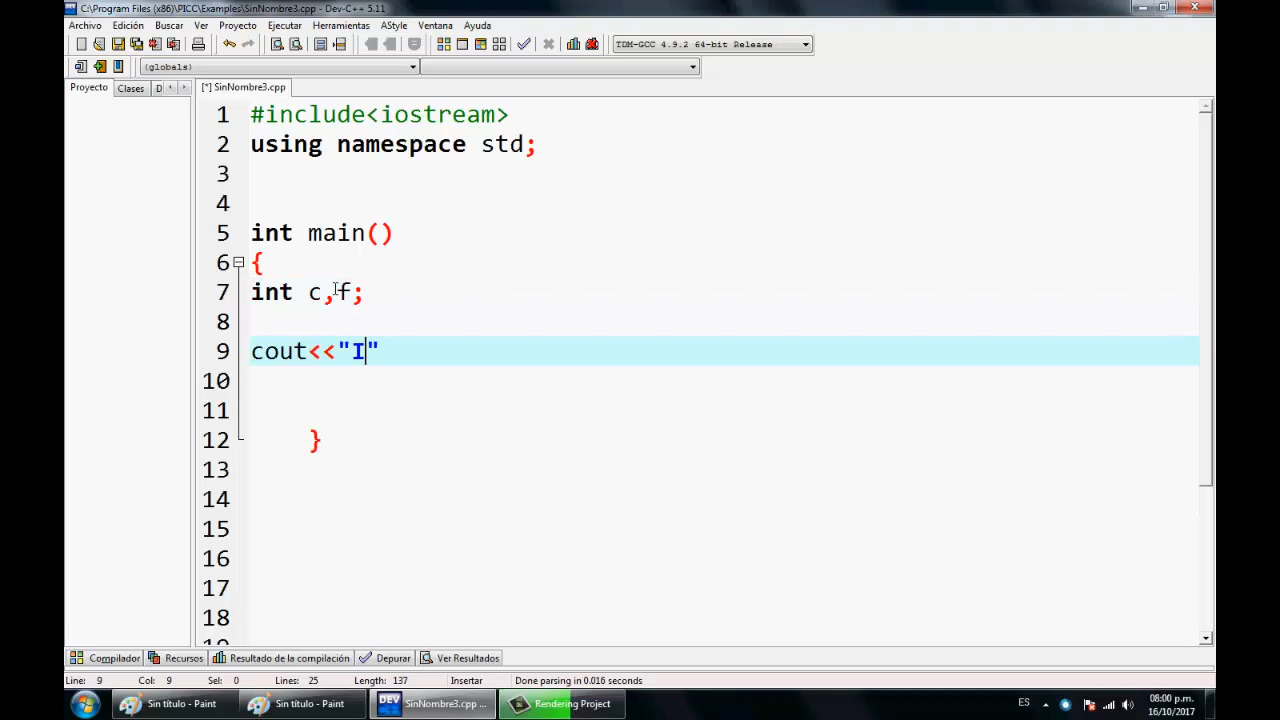 C:\Program Files (x86)\PICC\Examples\SinNombre3.cpp - Dev-C++ 5.11
Archivo Edición Buscar Ver Proyecto Ejecutar Herramientas AStyle Ventana Ayuda
TDM-GCC 4.9.2 64-bit Release
(globals)
Proyecto Clases D [*] SinNombre3.cpp
1 #include<iostream>
2 using namespace std;
3
4
5 int main()
6 {
7 int c,f;
8
9 cout<<"I"
10
11
12 }
13
14
15
16
17
18
Compilador Recursos Resultado de la compilación Depurar Ver Resultados
Line: 9 Col: 9 Sel: 0 Lines: 25 Length: 137 Insertar Done parsing in 0.016 seconds
Sin título - Paint Sin título - Paint DEV SinNombre3.cpp - ... Rendering Project ES 08:00 p.m.
16/10/2017